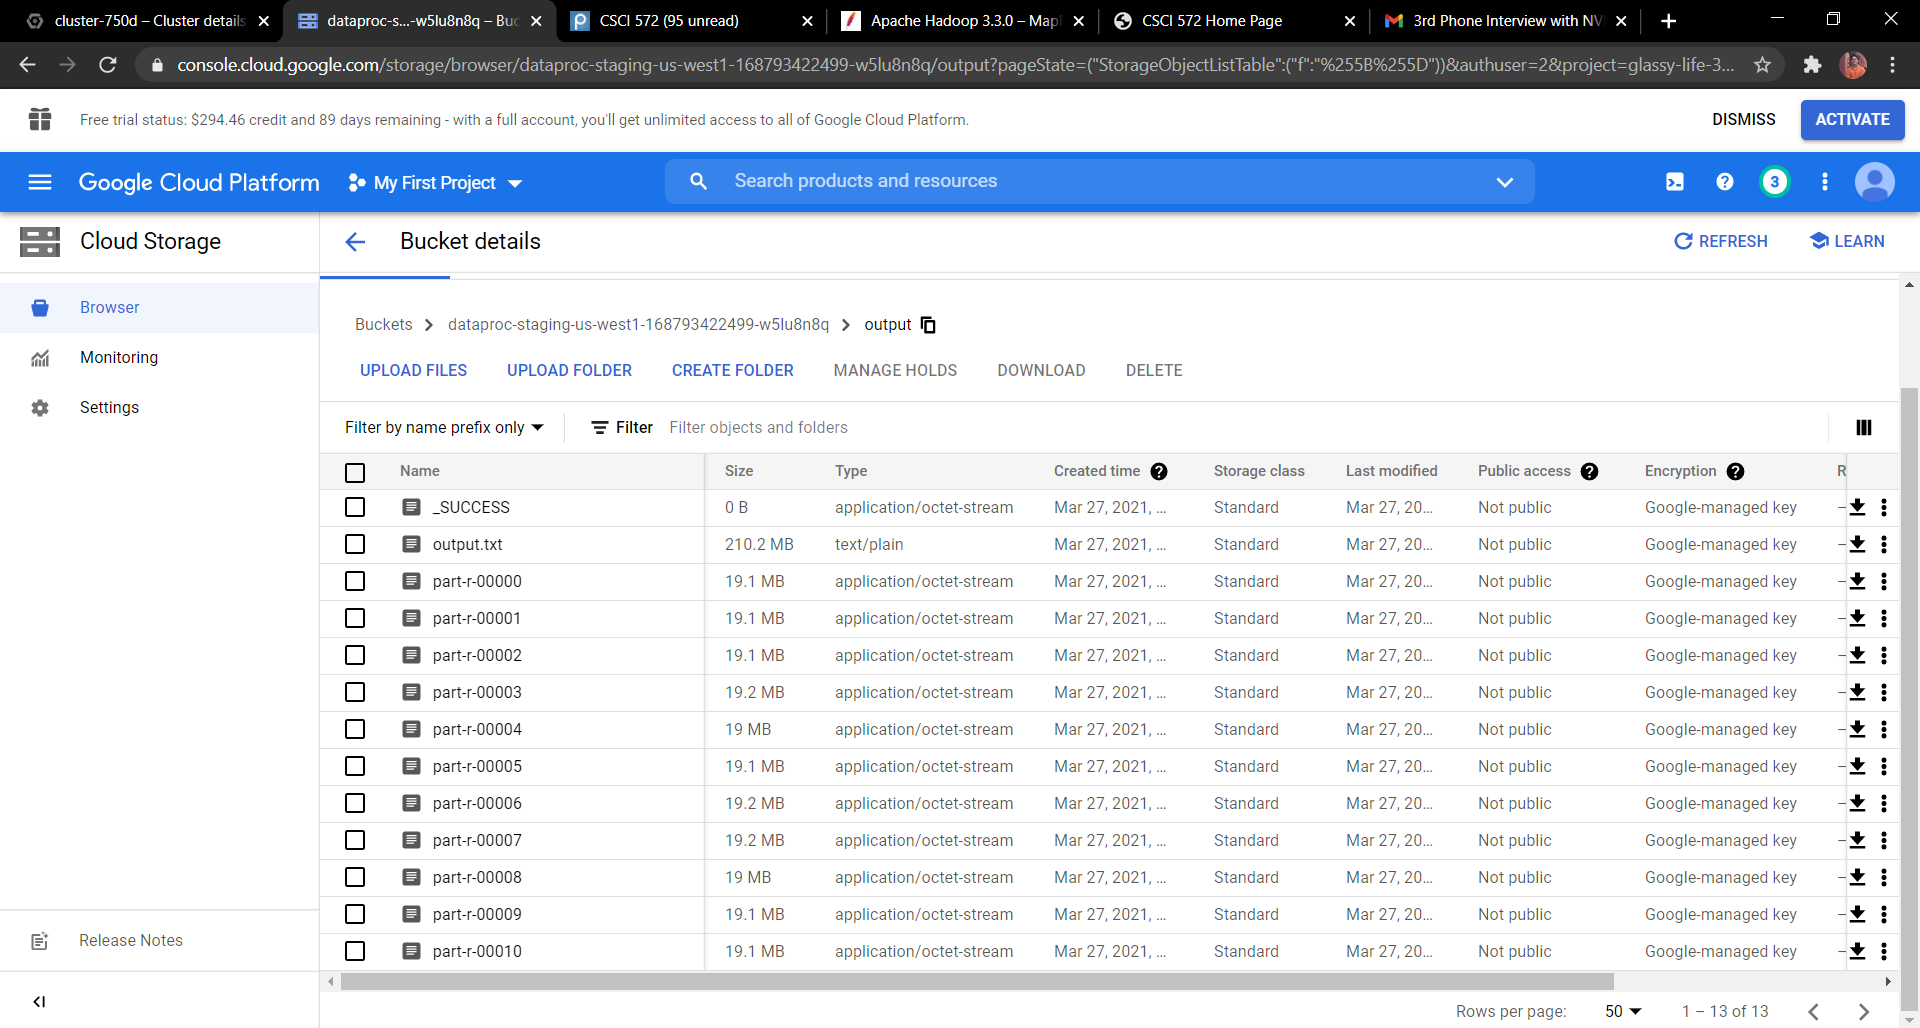 cluster-750d – Cluster details
dataproc-s...-w5lu8n8q – Buc
CSCI 572 (95 unread)
Apache Hadoop 3.3.0 – Map
CSCI 572 Home Page
3rd Phone Interview with NV
console.cloud.google.com/storage/browser/dataproc-staging-us-west1-168793422499-w5lu8n8q/output?pageState=("StorageObjectListTable":("f":"%255B%255D"))&authuser=2&project=glassy-life-3...
Free trial status: $294.46 credit and 89 days remaining - with a full account, you'll get unlimited access to all of Google Cloud Platform.
DISMISS
ACTIVATE
Google Cloud Platform
My First Project
Search products and resources
3
Cloud Storage
Bucket details
REFRESH
LEARN
Browser
Monitoring
Settings
Release Notes
Buckets > dataproc-staging-us-west1-168793422499-w5lu8n8q > output
UPLOAD FILES UPLOAD FOLDER CREATE FOLDER MANAGE HOLDS DOWNLOAD DELETE
Filter by name prefix only Filter Filter objects and folders
Name Size Type Created time Storage class Last modified Public access Encryption R
_SUCCESS 0 B application/octet-stream Mar 27, 2021, ... Standard Mar 27, 20... Not public Google-managed key –
output.txt 210.2 MB text/plain Mar 27, 2021, ... Standard Mar 27, 20... Not public Google-managed key –
part-r-00000 19.1 MB application/octet-stream Mar 27, 2021, ... Standard Mar 27, 20... Not public Google-managed key –
part-r-00001 19.1 MB application/octet-stream Mar 27, 2021, ... Standard Mar 27, 20... Not public Google-managed key –
part-r-00002 19.1 MB application/octet-stream Mar 27, 2021, ... Standard Mar 27, 20... Not public Google-managed key –
part-r-00003 19.2 MB application/octet-stream Mar 27, 2021, ... Standard Mar 27, 20... Not public Google-managed key –
part-r-00004 19 MB application/octet-stream Mar 27, 2021, ... Standard Mar 27, 20... Not public Google-managed key –
part-r-00005 19.1 MB application/octet-stream Mar 27, 2021, ... Standard Mar 27, 20... Not public Google-managed key –
part-r-00006 19.2 MB application/octet-stream Mar 27, 2021, ... Standard Mar 27, 20... Not public Google-managed key –
part-r-00007 19.2 MB application/octet-stream Mar 27, 2021, ... Standard Mar 27, 20... Not public Google-managed key –
part-r-00008 19 MB application/octet-stream Mar 27, 2021, ... Standard Mar 27, 20... Not public Google-managed key –
part-r-00009 19.1 MB application/octet-stream Mar 27, 2021, ... Standard Mar 27, 20... Not public Google-managed key –
part-r-00010 19.1 MB application/octet-stream Mar 27, 2021, ... Standard Mar 27, 20... Not public Google-managed key –
Rows per page: 50 1 – 13 of 13